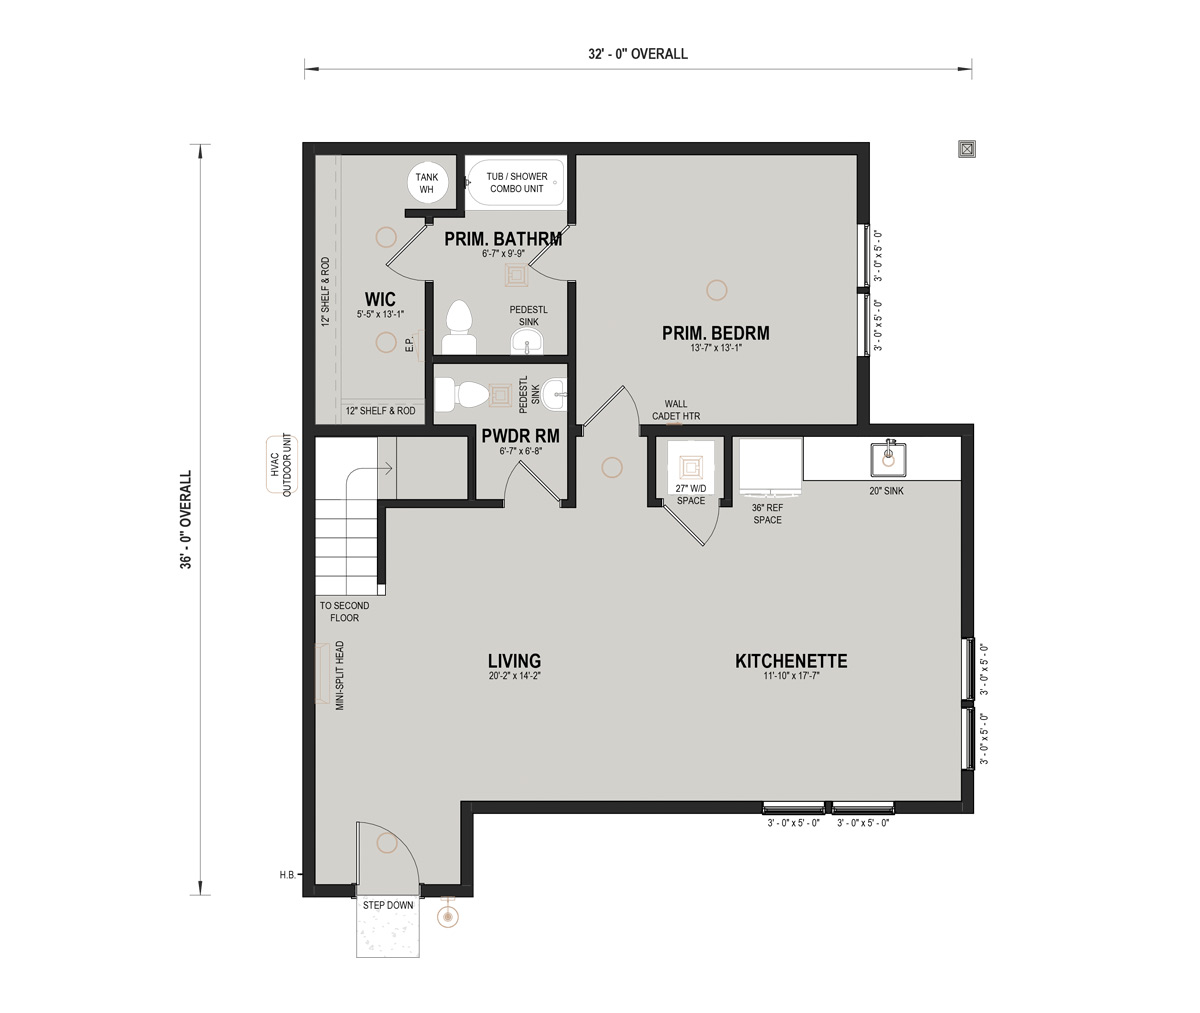 32' - 0" OVERALL
36' - 0" OVERALL
TANK
WH
TUB / SHOWER
COMBO UNIT
PRIM. BATHRM
6'-7" x 9'-9"
12" SHELF & ROD
WIC
5'-5" x 13'-1"
E.P.
PEDESTL
SINK
PRIM. BEDRM
13'-7" x 13'-1"
3' - 0" x 5' - 0"
3' - 0" x 5' - 0"
12" SHELF & ROD
PEDESTL
SINK
WALL
CADET HTR
PWDR RM
6'-7" x 6'-8"
HVAC
OUTDOOR UNIT
27" W/D
SPACE
36" REF
SPACE
20" SINK
TO SECOND
FLOOR
MINI-SPLIT HEAD
LIVING
20'-2" x 14'-2"
KITCHENETTE
11'-10" x 17'-7"
3' - 0" x 5' - 0"
3' - 0" x 5' - 0"
3' - 0" x 5' - 0"
3' - 0" x 5' - 0"
H.B.
STEP DOWN